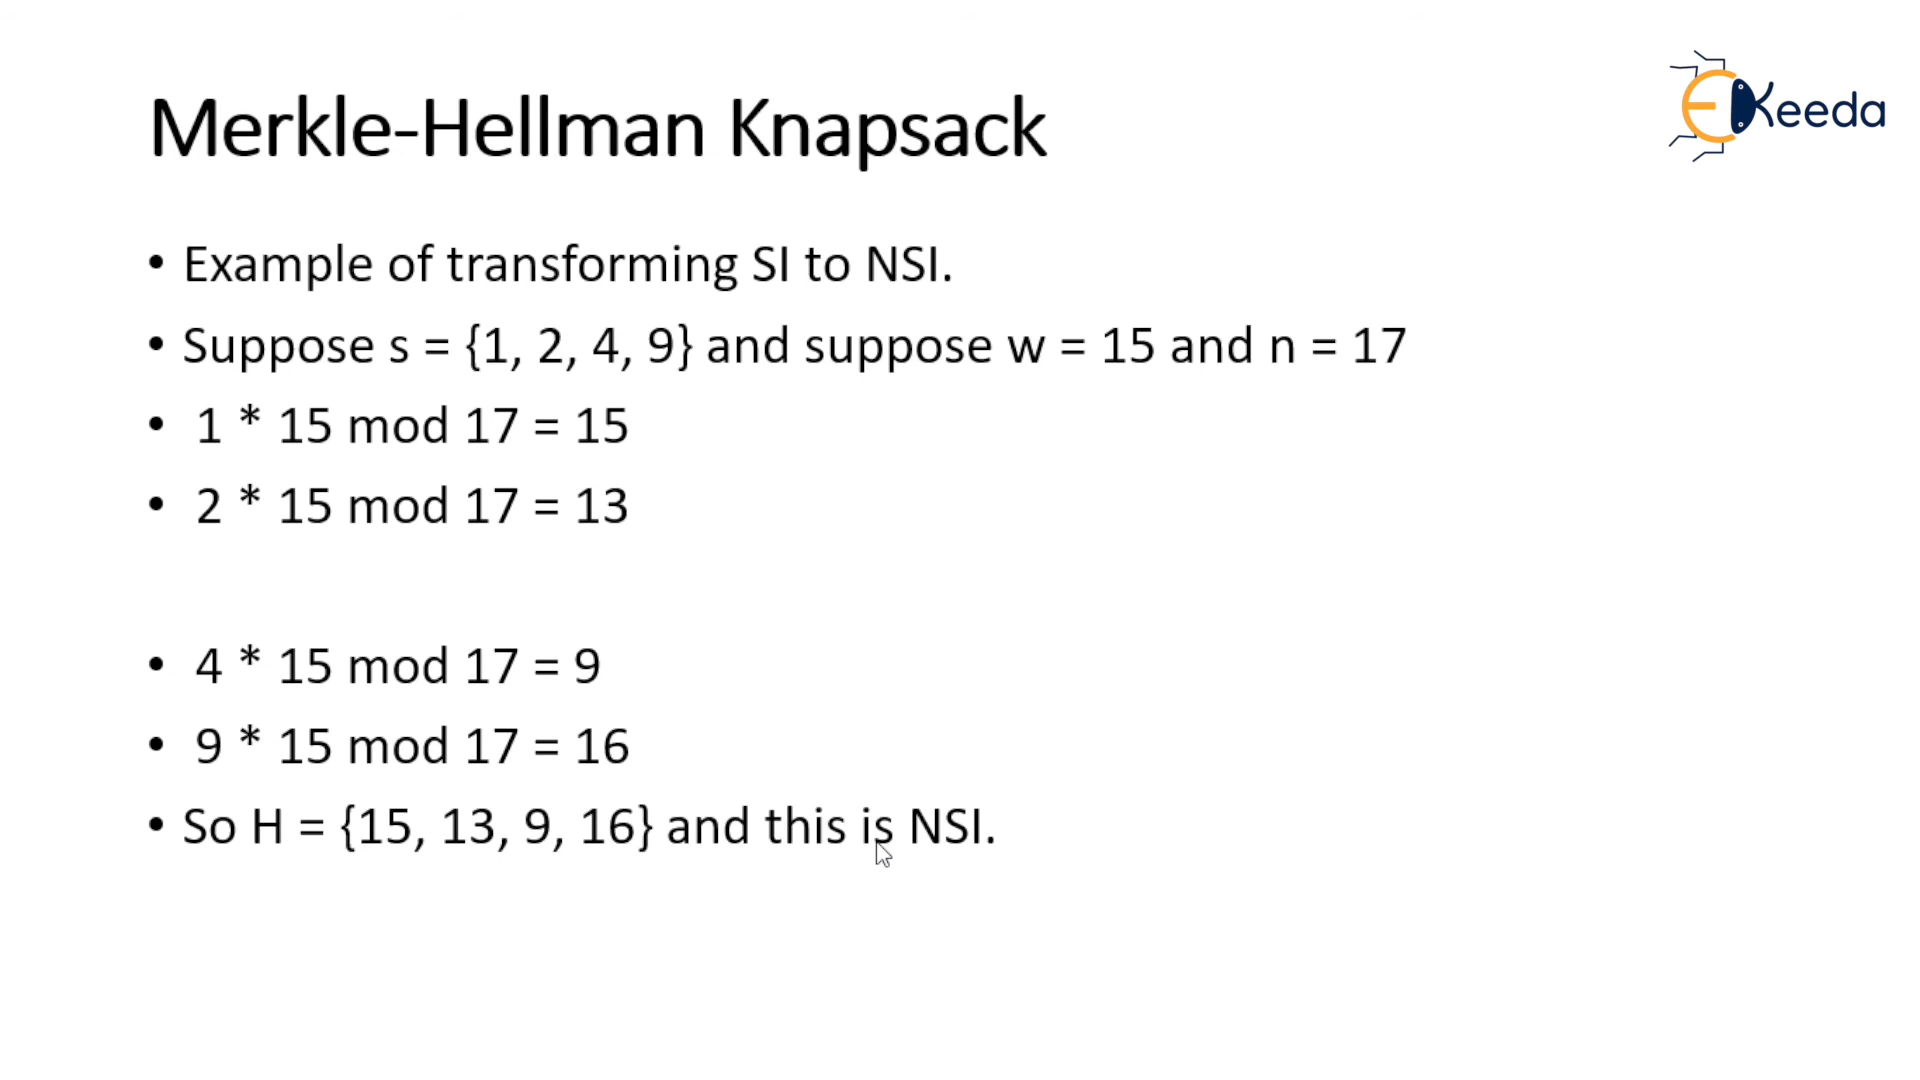 Merkle-Hellman Knapsack
EKeeda
• Example of transforming SI to NSI.
• Suppose s = {1, 2, 4, 9} and suppose w = 15 and n = 17
• 1 * 15 mod 17 = 15
• 2 * 15 mod 17 = 13
• 4 * 15 mod 17 = 9
• 9 * 15 mod 17 = 16
• So H = {15, 13, 9, 16} and this is NSI.